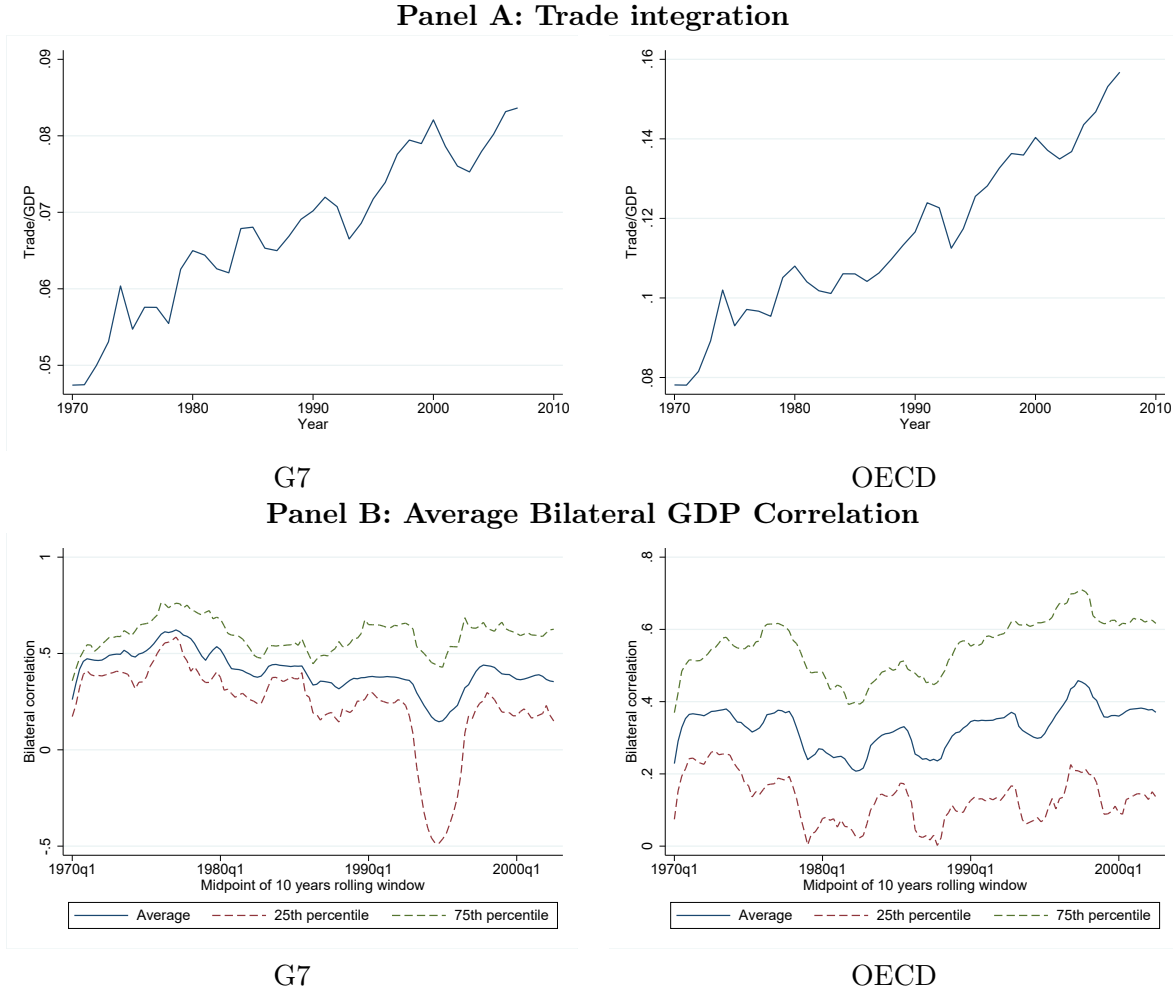 Panel A: Trade integration
.09
.08
.07
.06
.05
Trade/GDP
1970 1980 1990 2000 2010
Year
G7
.16
.14
.12
.1
.08
Trade/GDP
1970 1980 1990 2000 2010
Year
OECD
Panel B: Average Bilateral GDP Correlation
1
.5
0
-.5
Bilateral correlation
1970q1 1980q1 1990q1 2000q1
Midpoint of 10 years rolling window
Average 25th percentile 75th percentile
G7
.8
.6
.4
.2
0
Bilateral correlation
1970q1 1980q1 1990q1 2000q1
Midpoint of 10 years rolling window
Average 25th percentile 75th percentile
OECD